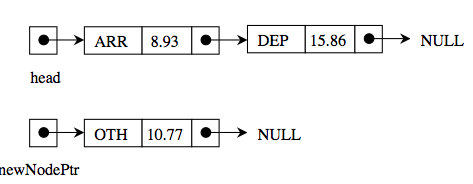 ARR 8.93 DEP 15.86 NULL
head
OTH 10.77 NULL
newNodePtr